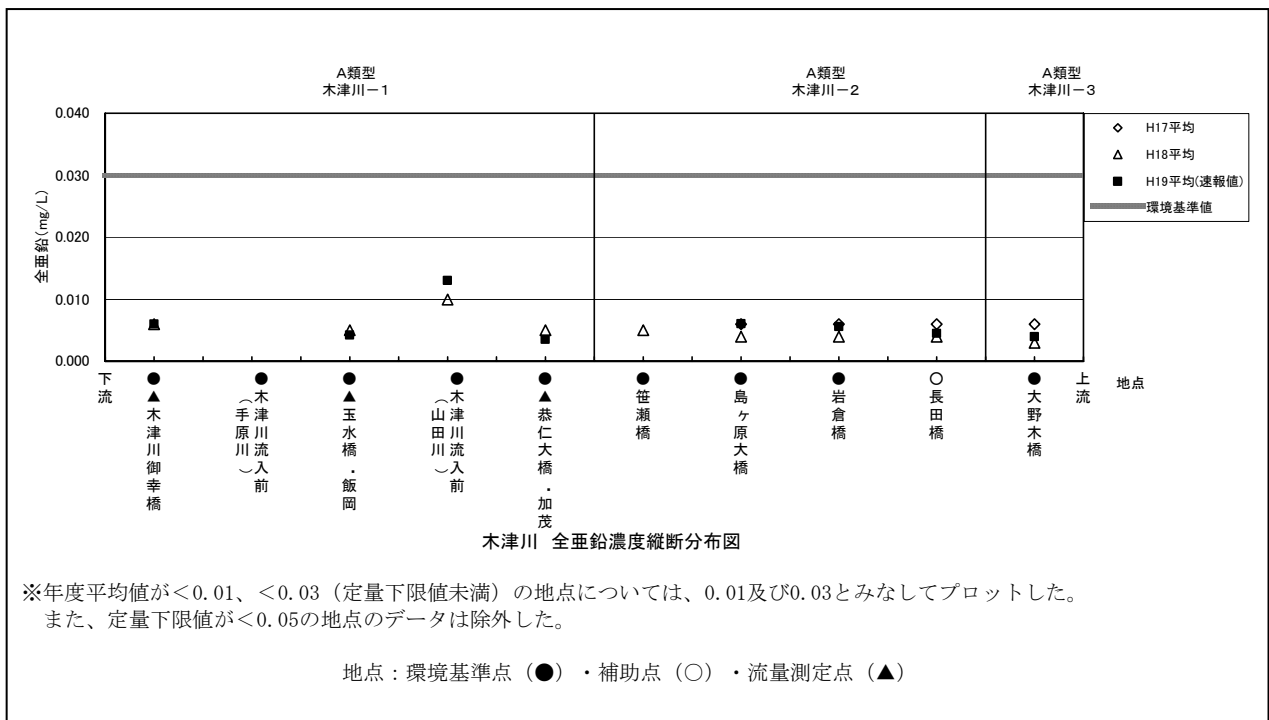 A類型
木津川－1
A類型
木津川－2
A類型
木津川－3
0.040
0.030
0.020
0.010
0.000
全亜鉛(mg/L)
H17平均
H18平均
H19平均(速報値)
環境基準値
下流
●▲木津川御幸橋
●木津川流入前
（手原川）
●▲玉水橋・飯岡
●木津川流入前
（山田川）
●▲恭仁大橋・加茂
●笹瀬橋
●島ヶ原大橋
●岩倉橋
○長田橋
●大野木橋
上流
地点
木津川 全亜鉛濃度縦断分布図
※年度平均値が＜0.01、＜0.03（定量下限値未満）の地点については、0.01及び0.03とみなしてプロットした。
また、定量下限値が＜0.05の地点のデータは除外した。
地点：環境基準点（●）・補助点（○）・流量測定点（▲）